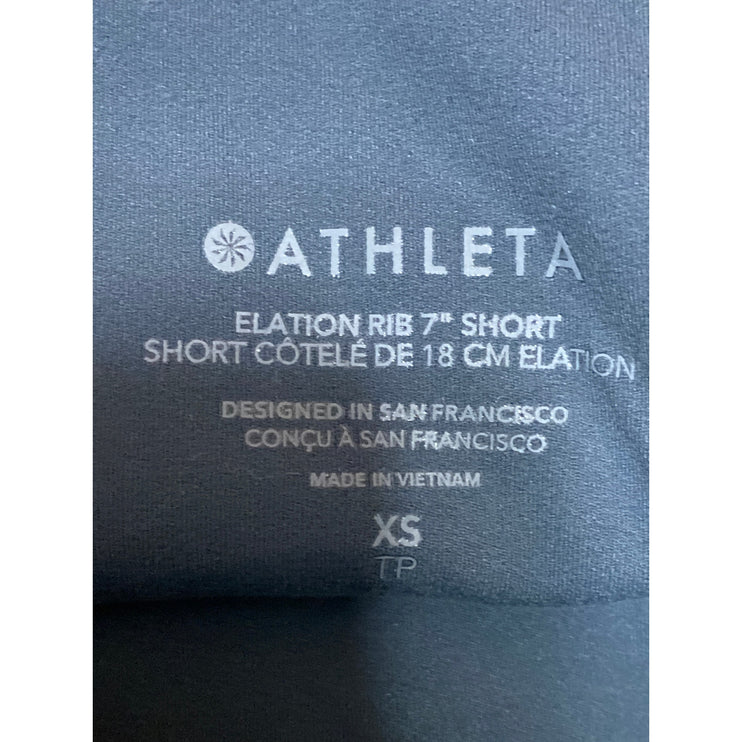 ATHLETA
ELATION RIB 7" SHORT
SHORT CÔTELÉ DE 18 CM ELATION
DESIGNED IN SAN FRANCISCO
CONÇU À SAN FRANCISCO
MADE IN VIETNAM
XS
TP